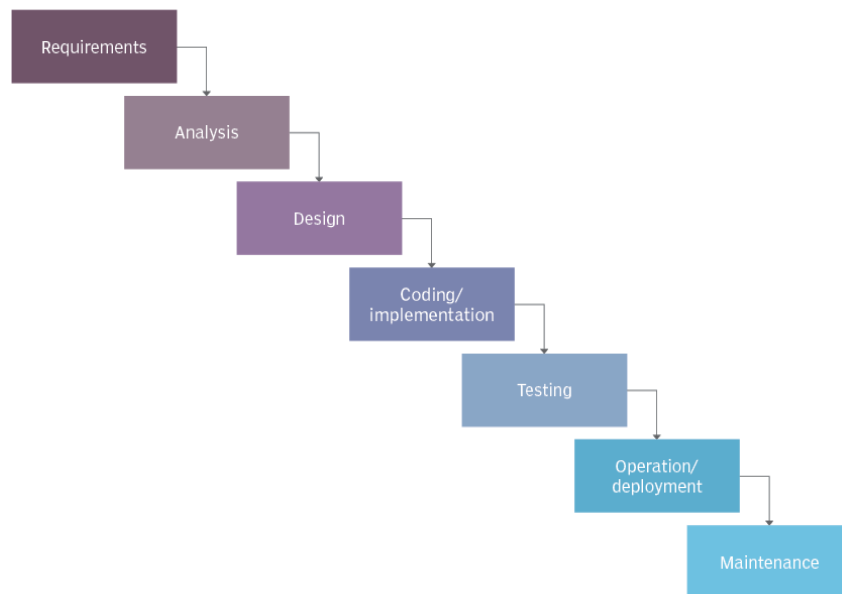 Requirements
Analysis
Design
Coding/
implementation
Testing
Operation/
deployment
Maintenance